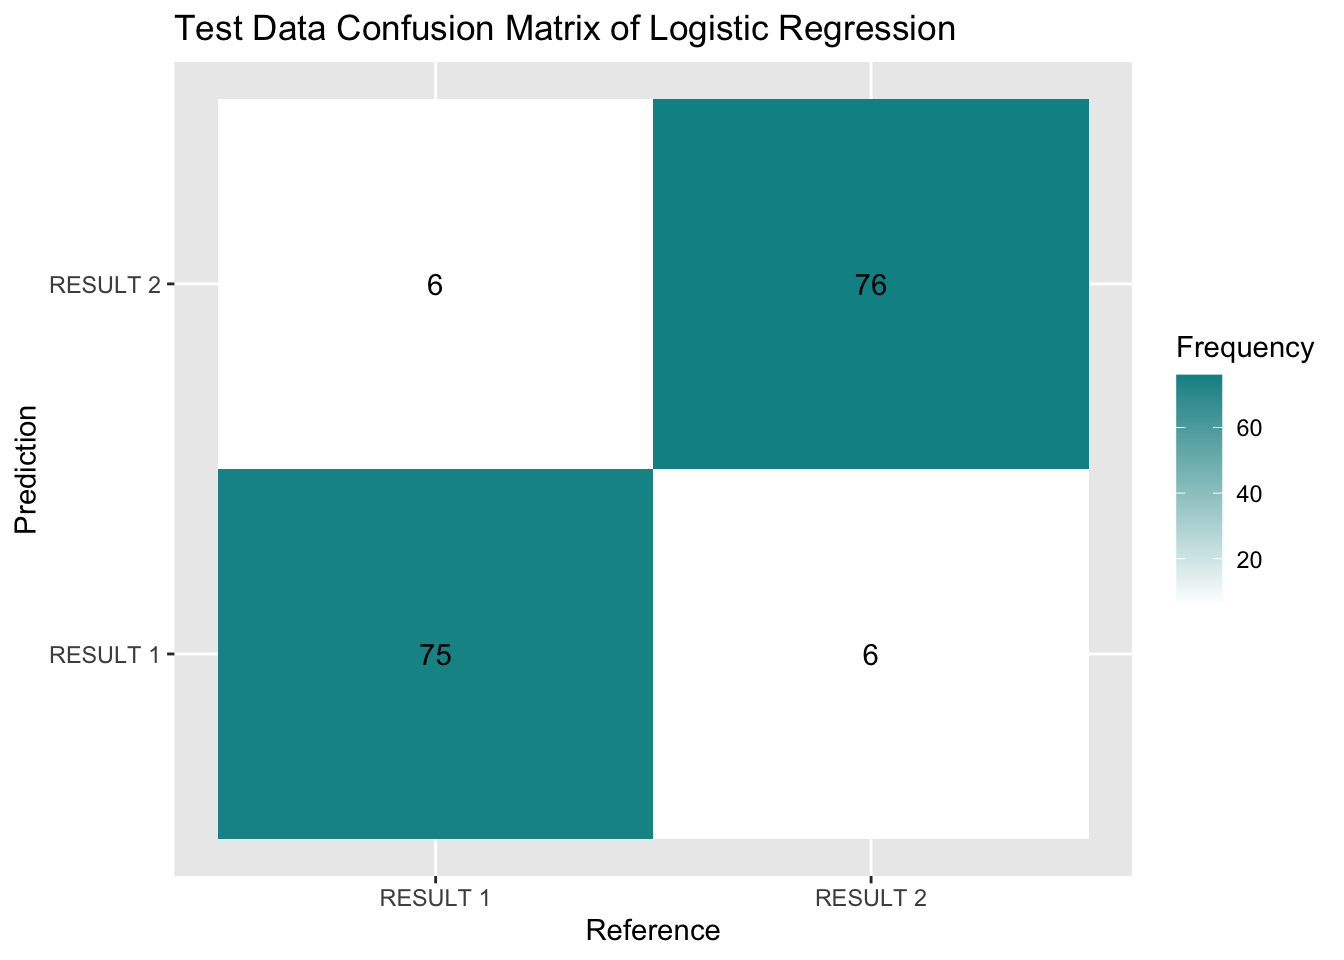 Test Data Confusion Matrix of Logistic Regression
RESULT 2
6
76
Prediction
RESULT 1
75
6
RESULT 1
RESULT 2
Reference
Frequency
60
40
20